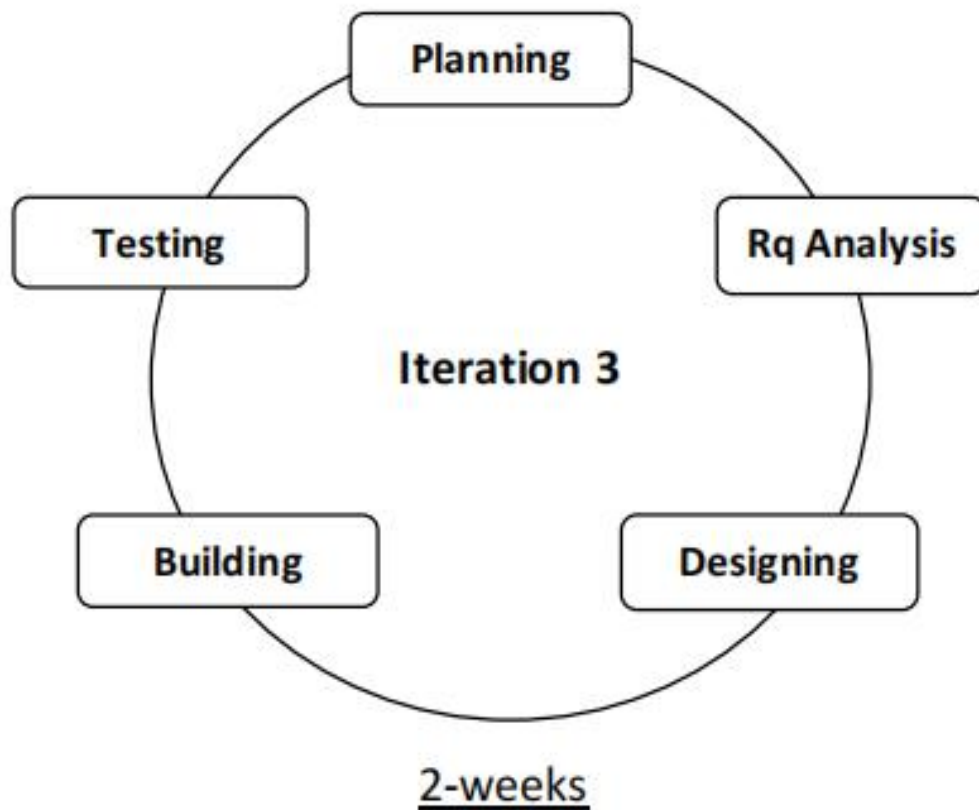 Planning
Testing
Rq Analysis
Iteration 3
Building
Designing
2-weeks